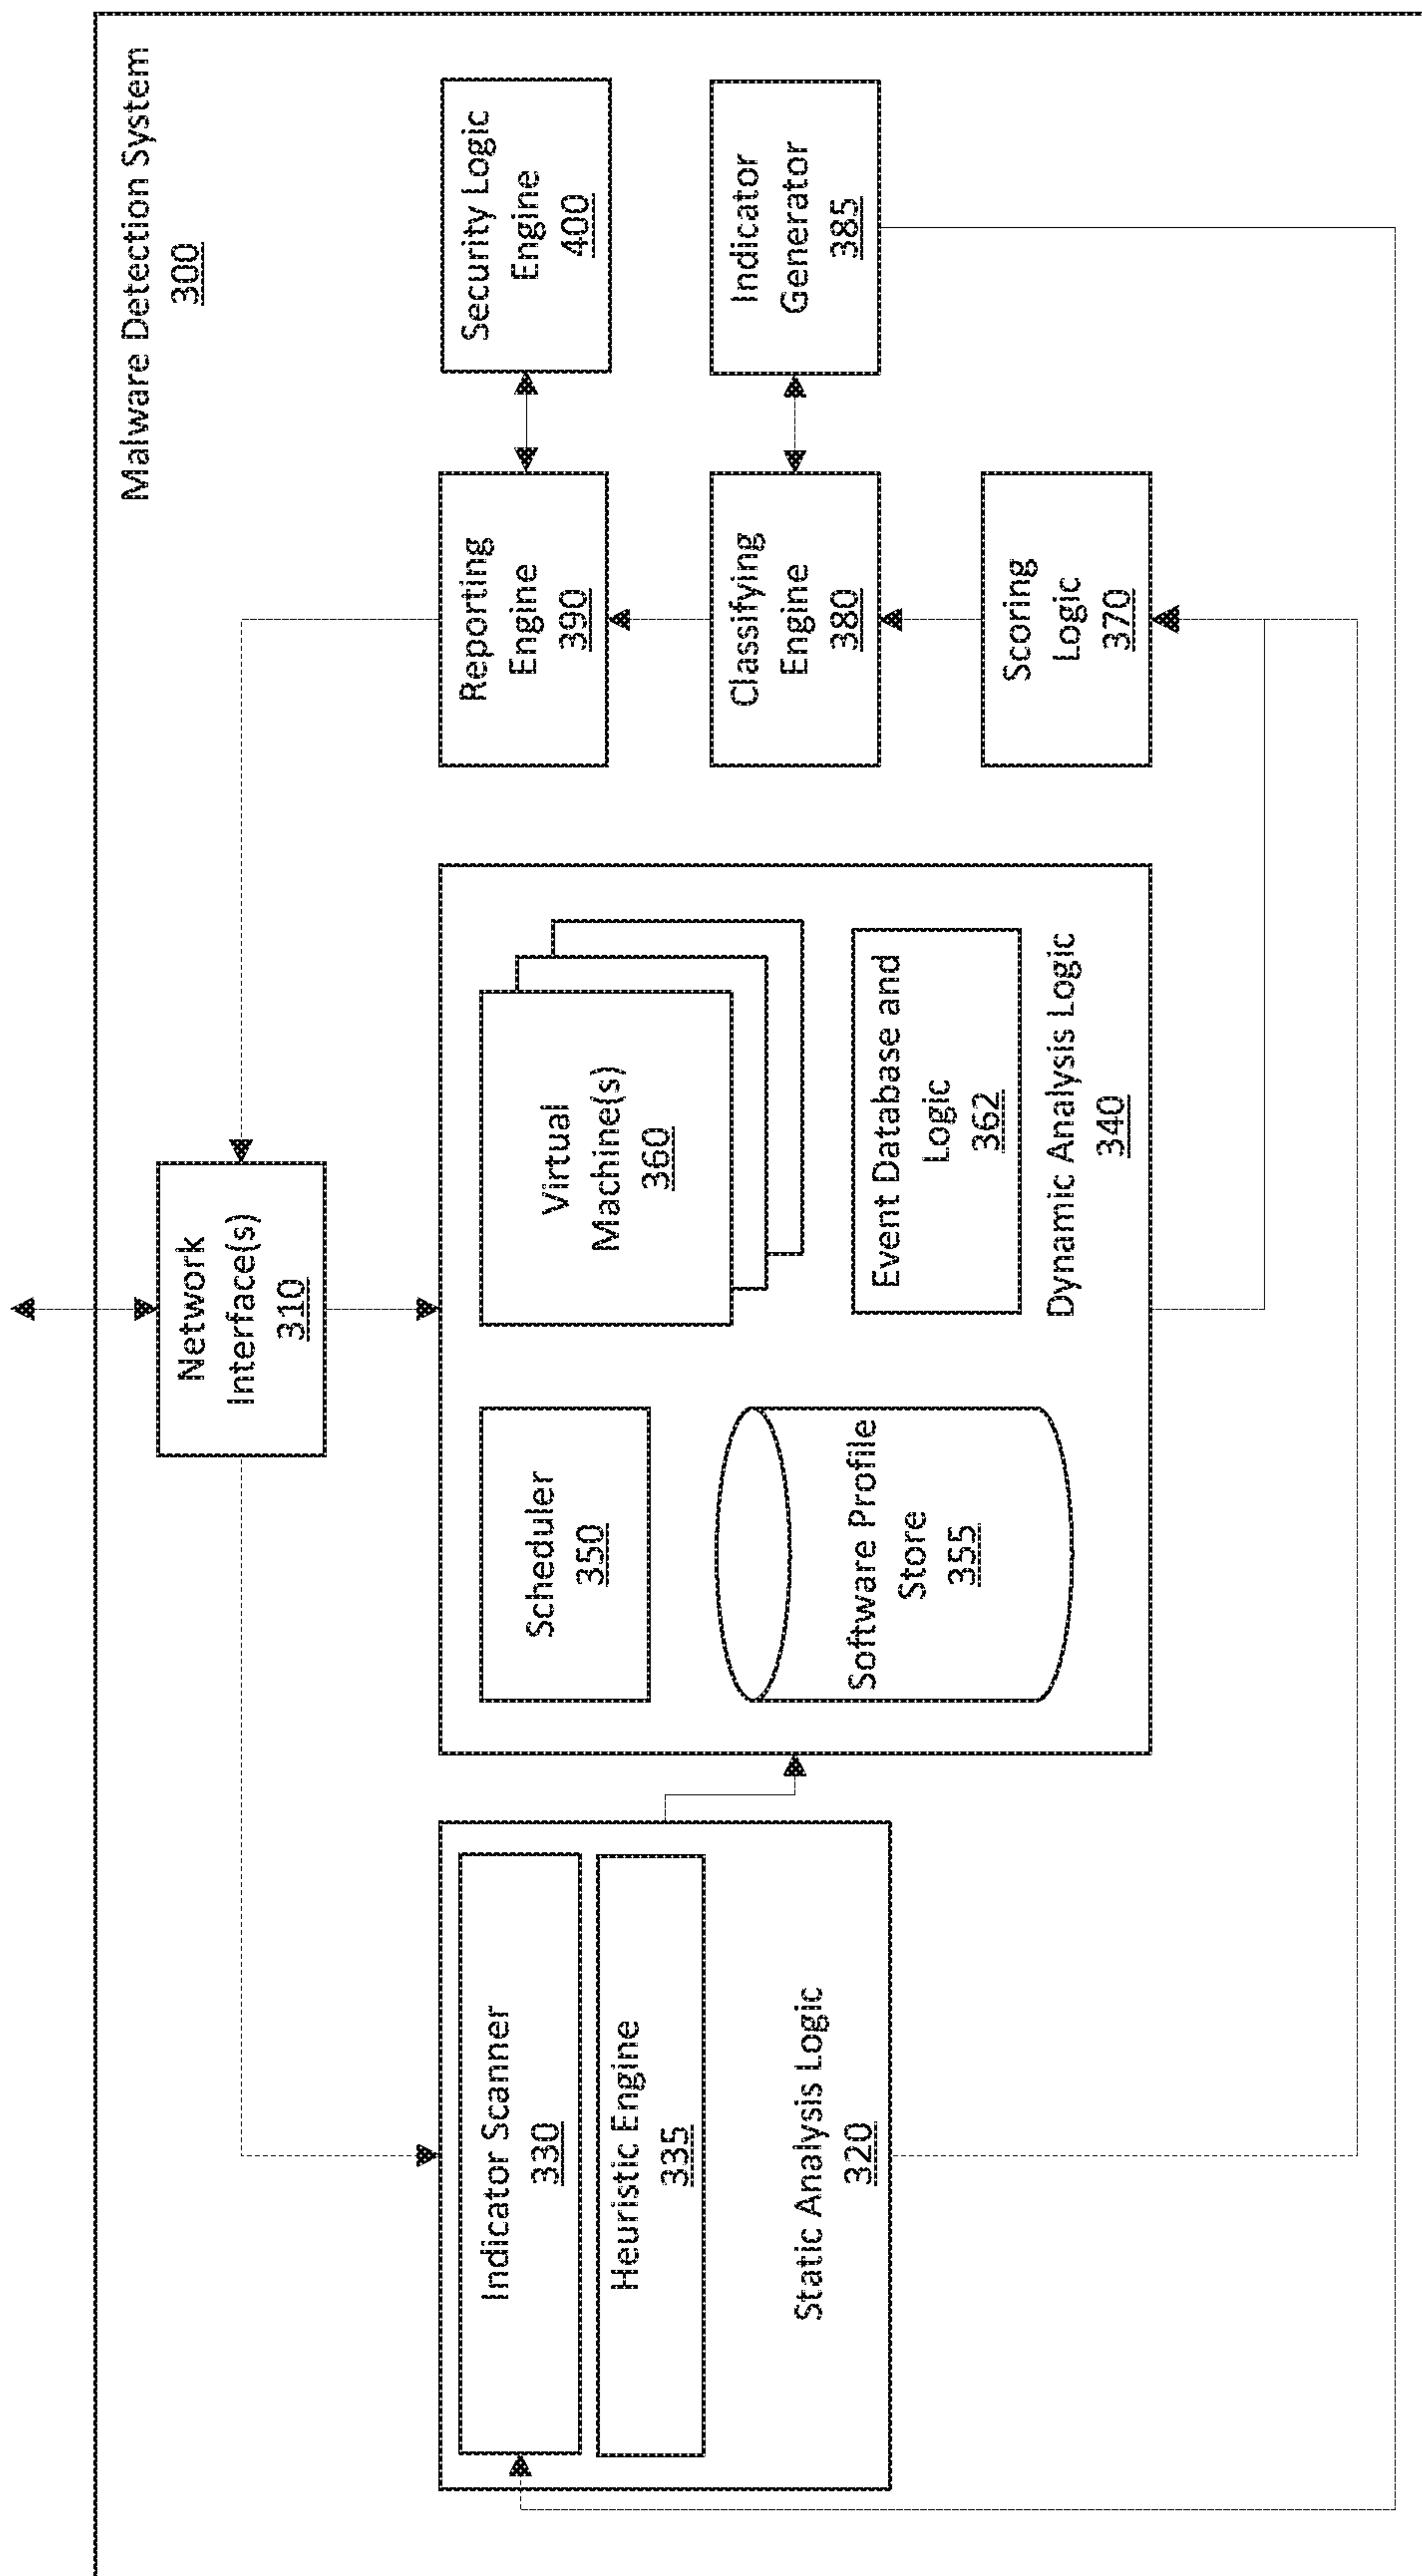 Malware Detection System
300
Network
Interface(s)
310
Indicator Scanner
330
Heuristic Engine
335
Static Analysis Logic
320
Scheduler
350
Software Profile
Store
355
Virtual
Machine(s)
360
Event Database and
Logic
362
Dynamic Analysis Logic
340
Reporting
Engine
390
Classifying
Engine
380
Scoring
Logic
370
Security Logic
Engine
400
Indicator
Generator
385